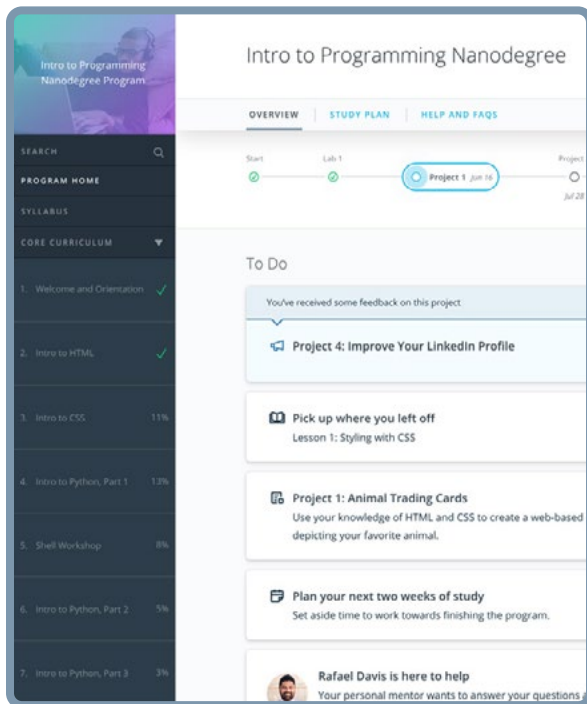 Intro to Programming
Nanodegree Program
SEARCH
PROGRAM HOME
SYLLABUS
CORE CURRICULUM
1. Welcome and Orientation
2. Intro to HTML
3. Intro to CSS 11%
4. Intro to Python, Part 1 13%
5. Shell Workshop 8%
6. Intro to Python, Part 2 5%
7. Intro to Python, Part 3 3%
Intro to Programming Nanodegree
OVERVIEW STUDY PLAN HELP AND FAQS
Start Lab 1 Project 1 Jun 16 Project
Jul 28
To Do
You've received some feedback on this project
Project 4: Improve Your LinkedIn Profile
Pick up where you left off
Lesson 1: Styling with CSS
Project 1: Animal Trading Cards
Use your knowledge of HTML and CSS to create a web-based
depicting your favorite animal.
Plan your next two weeks of study
Set aside time to work towards finishing the program.
Rafael Davis is here to help
Your personal mentor wants to answer your questions